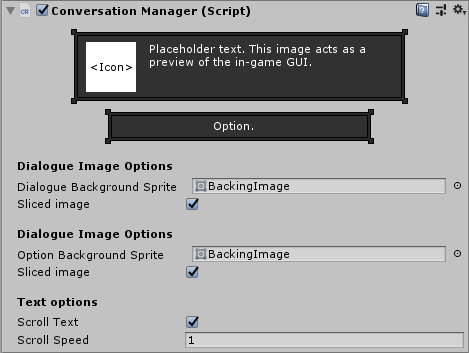 Conversation Manager (Script)
<Icon>
Placeholder text. This image acts as a
preview of the in-game GUI.
Option.
Dialogue Image Options
Dialogue Background Sprite BackingImage
Sliced image
Dialogue Image Options
Option Background Sprite BackingImage
Sliced image
Text options
Scroll Text
Scroll Speed 1